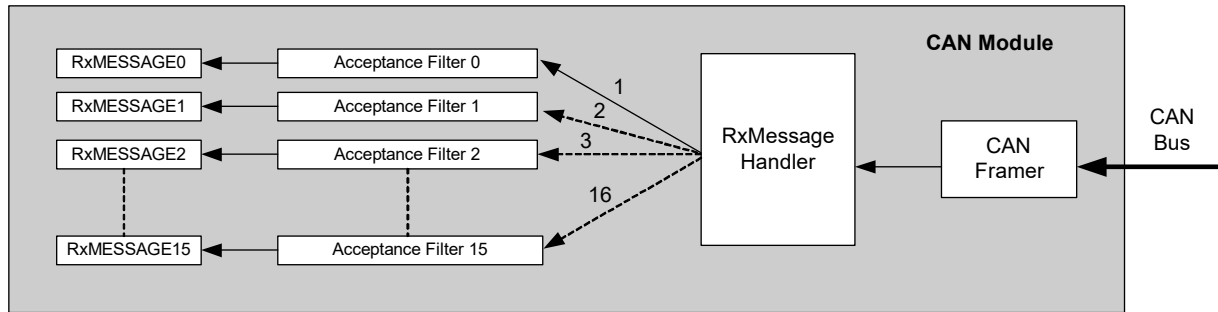 CAN Module
RxMESSAGE0
Acceptance Filter 0
1
RxMESSAGE1
Acceptance Filter 1
2
RxMESSAGE2
Acceptance Filter 2
3
RxMessage
Handler
CAN
Framer
CAN
Bus
16
RxMESSAGE15
Acceptance Filter 15